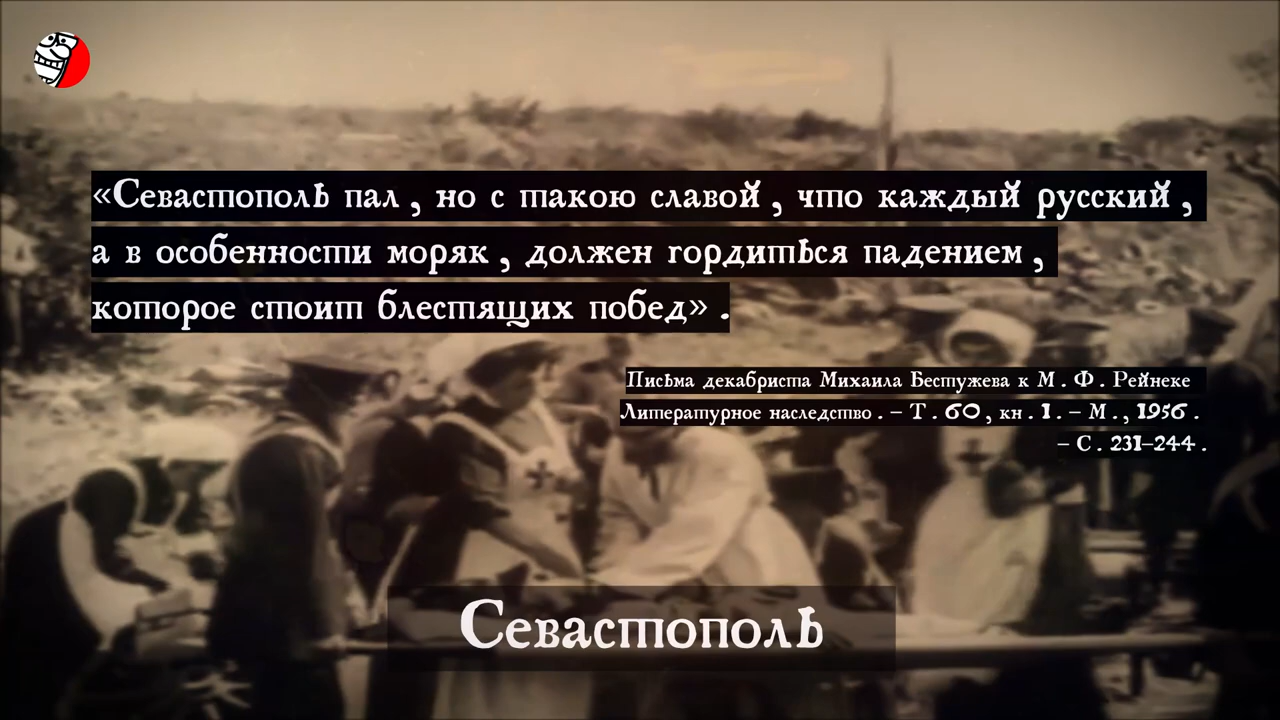 «Севастополь пал, но с такою славой, что каждый русский,
а в особенности моряк, должен гордиться падением,
которое стоит блестящих побед».
Письма декабриста Михаила Бестужева к М. Ф. Рейнеке
Литературное наследство. – Т. 60, кн. 1. – М., 1956.
– С. 231–244.
Севастополь